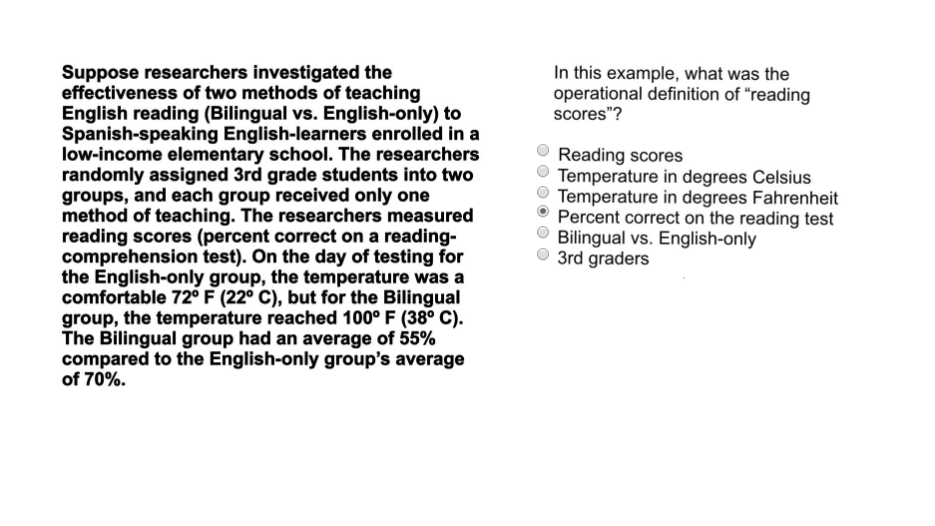 Suppose researchers investigated the
effectiveness of two methods of teaching
English reading (Bilingual vs. English-only) to
Spanish-speaking English-learners enrolled in a
low-income elementary school. The researchers
randomly assigned 3rd grade students into two
groups, and each group received only one
method of teaching. The researchers measured
reading scores (percent correct on a reading-
comprehension test). On the day of testing for
the English-only group, the temperature was a
comfortable 72º F (22º C), but for the Bilingual
group, the temperature reached 100º F (38º C).
The Bilingual group had an average of 55%
compared to the English-only group’s average
of 70%.
In this example, what was the
operational definition of “reading
scores”?
Reading scores
Temperature in degrees Celsius
Temperature in degrees Fahrenheit
Percent correct on the reading test
Bilingual vs. English-only
3rd graders